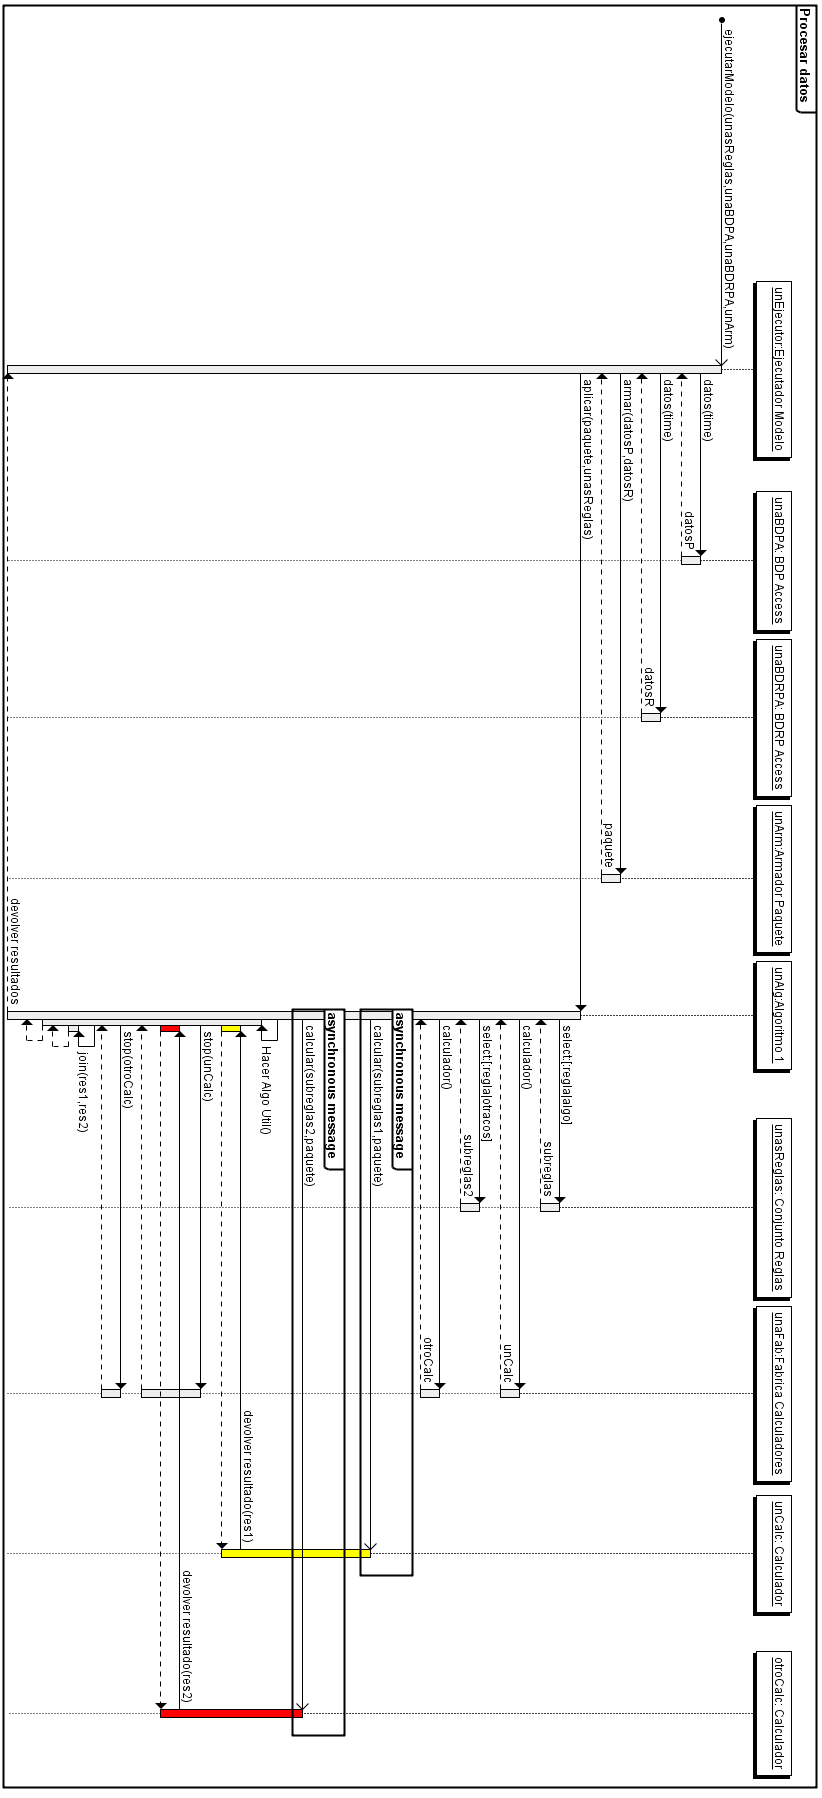 Procesar datos
unEjecutor:Ejecutador Modelo
unaBDPA: BDP Access
unaBDRPA: BDRP Access
unArm:Armador Paquete
unAlg:Algoritmo 1
unasReglas: Conjunto Reglas
unaFab:Fabrica Calculadores
unCalc: Calculador
otroCalc: Calculador
ejecutarModelo(unasReglas,unaBDPA,unaBDRPA,unArm)
datos(time)
datosP
datos(time)
datosR
armar(datosP,datosR)
paquete
aplicar(paquete,unasReglas)
select:[:regla|algo]
subreglas
calculador()
unCalc
select:[:regla|otracos]
subreglas2
calculador()
otroCalc
asynchronous message
calcular(subreglas1,paquete)
asynchronous message
calcular(subreglas2,paquete)
Hacer Algo Util()
devolver resultado(res1)
stop(unCalc)
devolver resultado(res2)
stop(otroCalc)
join(res1,res2)
devolver resultados